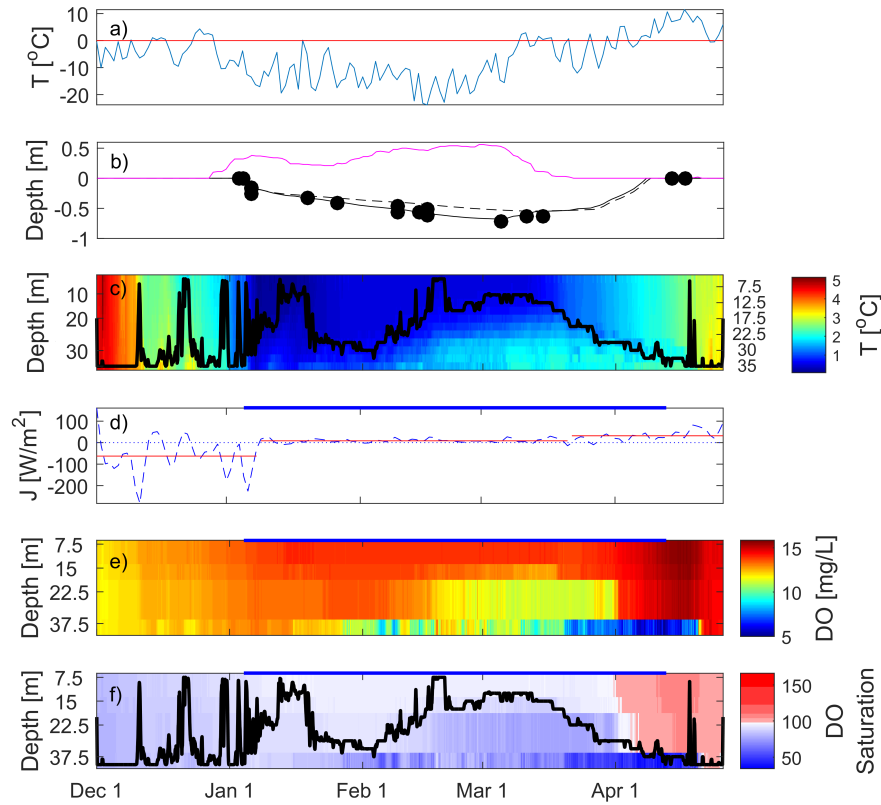 a)
T [°C]
10
0
-10
-20
b)
Depth [m]
0.5
0
-0.5
-1
c)
Depth [m]
10
20
30
7.5
12.5
17.5
22.5
30
35
5
4
3
2
1
T [°C]
d)
J [W/m²]
100
0
-100
-200
e)
Depth [m]
7.5
15
22.5
37.5
15
10
5
DO [mg/L]
f)
Depth [m]
7.5
15
22.5
37.5
150
100
50
DO
Saturation
Dec 1
Jan 1
Feb 1
Mar 1
Apr 1